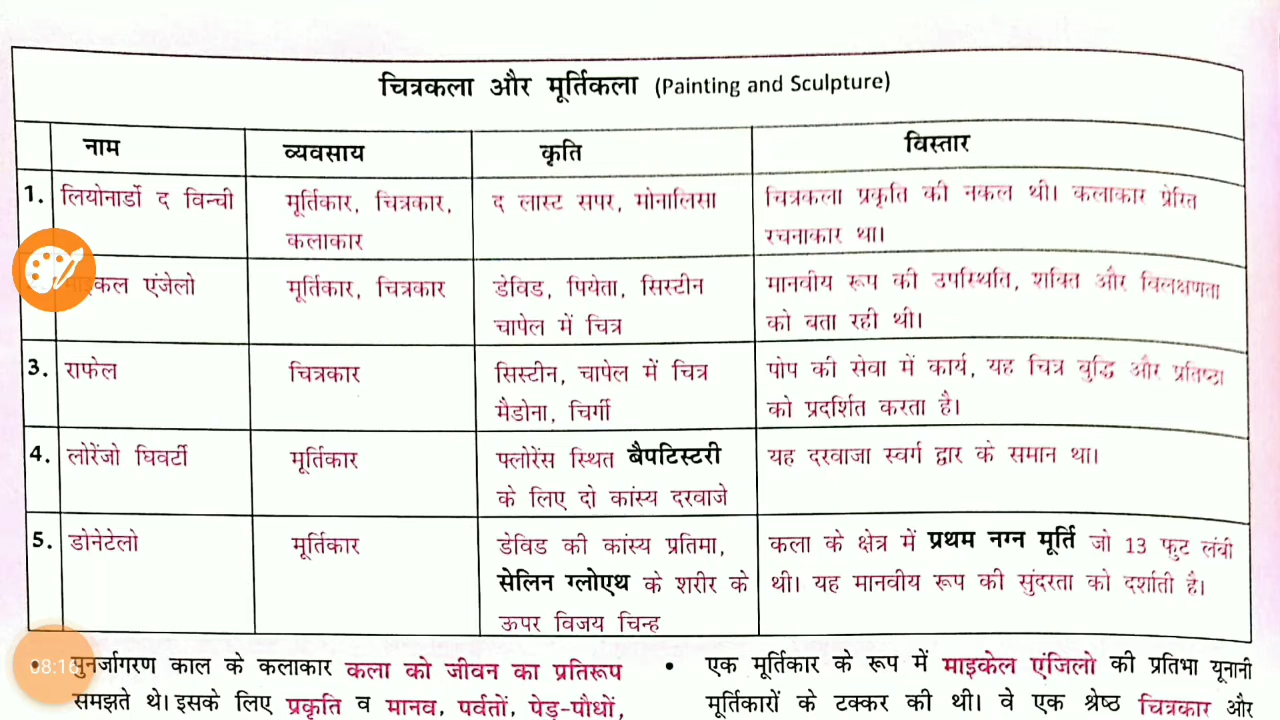 चित्रकला और मूर्तिकला (Painting and Sculpture)
नाम व्यवसाय कृति विस्तार
1. लियोनार्डो द विन्ची मूर्तिकार, चित्रकार, द लास्ट सपर, मोनालिसा चित्रकला प्रकृति की नकल थी। कलाकार प्रेरित
कलाकार रचनाकार था।
एंजेलो मूर्तिकार, चित्रकार डेविड, पियेता, सिस्टीन मानवीय रूप की उपस्थिति, शक्ति और विलक्षणता
चापेल में चित्र को बता रही थी।
3. राफेल चित्रकार सिस्टीन, चापेल में चित्र पोप की सेवा में कार्य, यह चित्र बुद्धि और प्रतिष्ठा
मैडोना, चिर्गी को प्रदर्शित करता है।
4. लोरेंजो घिवर्टी मूर्तिकार फ्लोरेंस स्थित बैपटिस्टरी यह दरवाजा स्वर्ग द्वार के समान था।
के लिए दो कांस्य दरवाजे
5. डोनेटेलो मूर्तिकार डेविड की कांस्य प्रतिमा, कला के क्षेत्र में प्रथम नग्न मूर्ति जो 13 फुट लंबी
सेलिन ग्लोएथ के शरीर के थी। यह मानवीय रूप की सुंदरता को दर्शाती है।
ऊपर विजय चिन्ह
08:16
• पुनर्जागरण काल के कलाकार कला को जीवन का प्रतिरूप
समझते थे। इसके लिए प्रकृति व मानव, पर्वतों, पेड़-पौधों,
• एक मूर्तिकार के रूप में माइकेल एंजिलो की प्रतिभा यूनानी
मूर्तिकारों के टक्कर की थी। वे एक श्रेष्ठ चित्रकार और